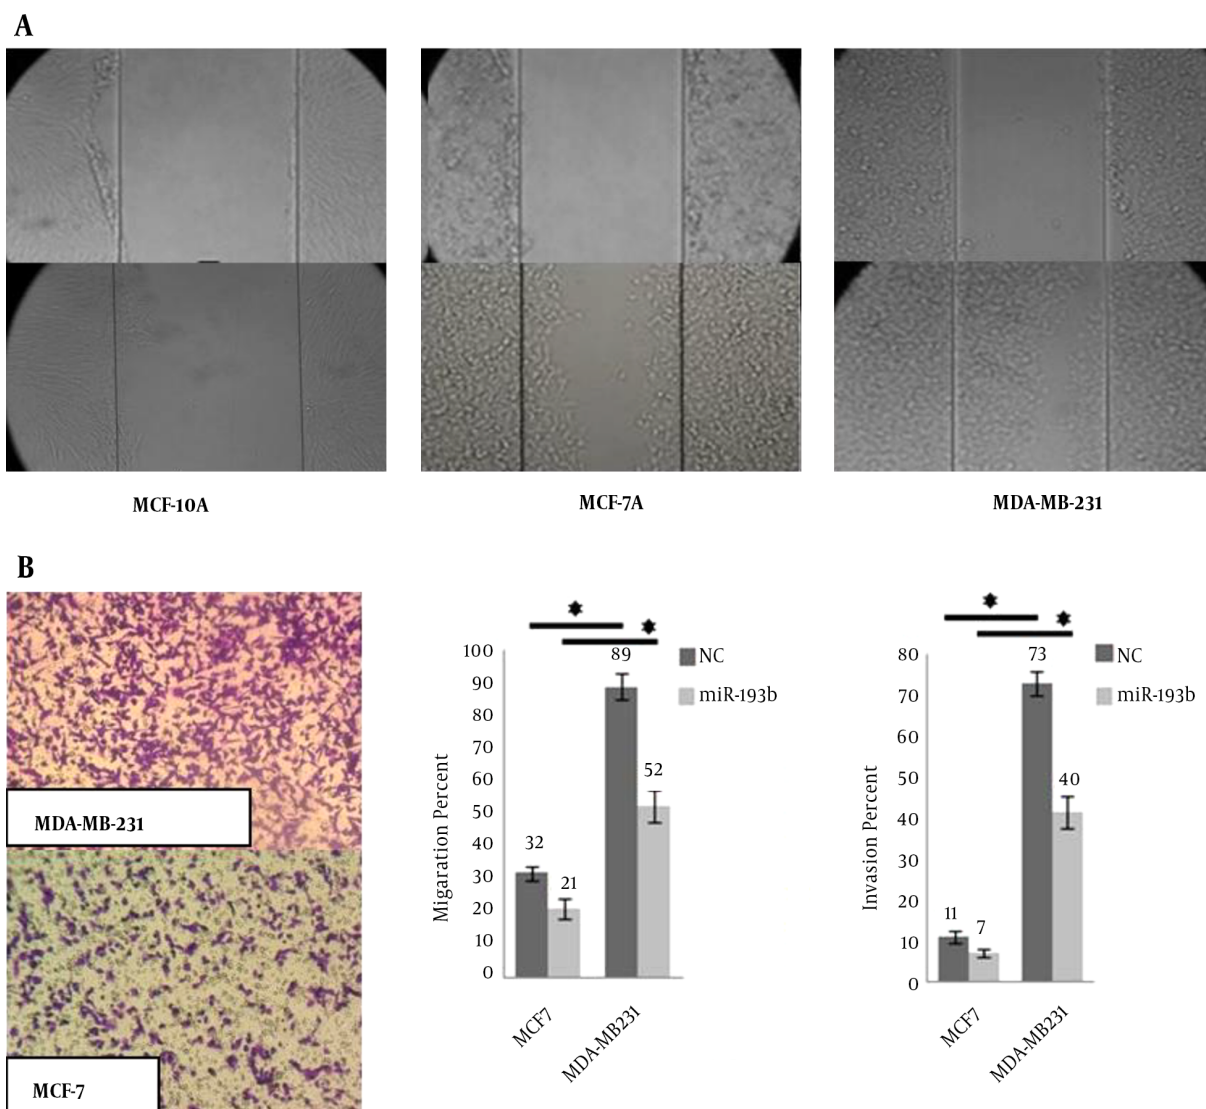 A
MCF-10A
MCF-7A
MDA-MB-231
B
MDA-MB-231
MCF-7
Migaration Percent
100
90
80
70
60
50
40
30
20
10
0
32
21
89
52
NC
miR-193b
MCF7
MDA-MB231
Invasion Percent
80
70
60
50
40
30
20
10
0
11
7
73
40
NC
miR-193b
MCF7
MDA-MB231